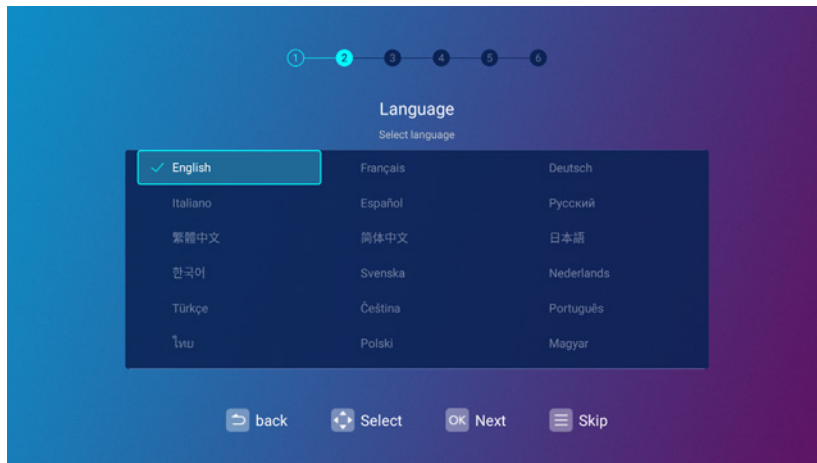 1 2 3 4 5 6
Language
Select language
English Français Deutsch
Italiano Español Русский
繁體中文 简体中文 日本語
한국어 Svenska Nederlands
Türkçe Čeština Português
ไทย Polski Magyar
back Select OK Next Skip